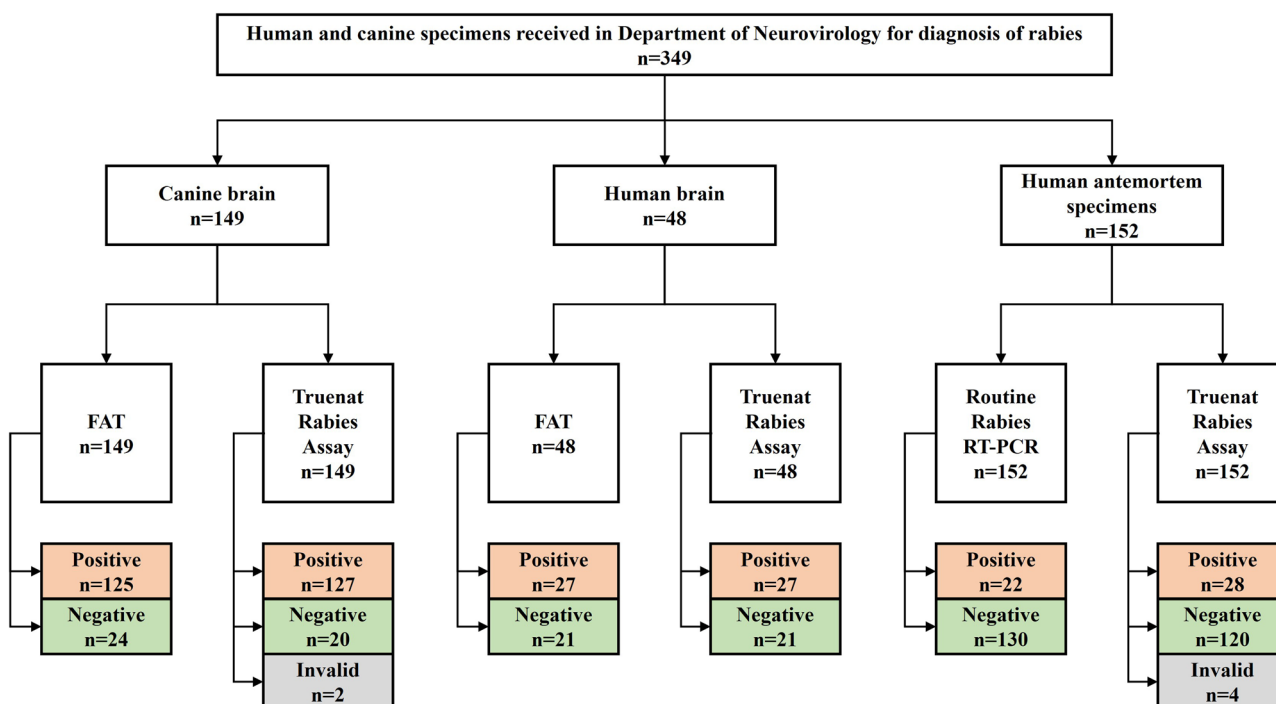 Human and canine specimens received in Department of Neurovirology for diagnosis of rabies
n=349
Canine brain
n=149
Human brain
n=48
Human antemortem
specimens
n=152
FAT
n=149
Truenat
Rabies
Assay
n=149
FAT
n=48
Truenat
Rabies
Assay
n=48
Routine
Rabies
RT-PCR
n=152
Truenat
Rabies
Assay
n=152
Positive
n=125
Negative
n=24
Positive
n=127
Negative
n=20
Invalid
n=2
Positive
n=27
Negative
n=21
Positive
n=27
Negative
n=21
Positive
n=22
Negative
n=130
Positive
n=28
Negative
n=120
Invalid
n=4